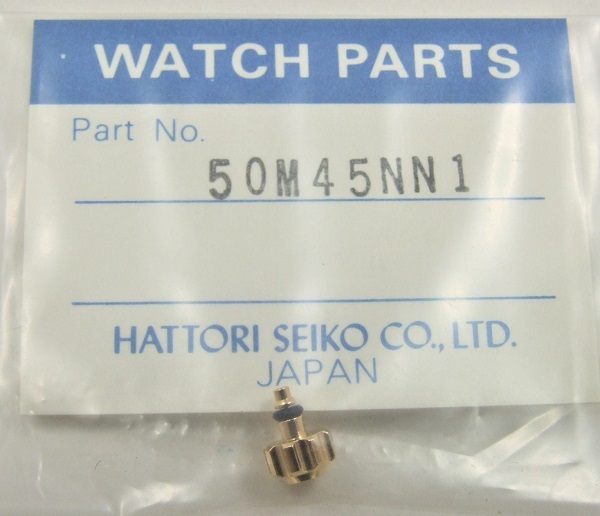 WATCH PARTS
Part No.
50M45NN1
HATTORI SEIKO CO., LTD.
JAPAN